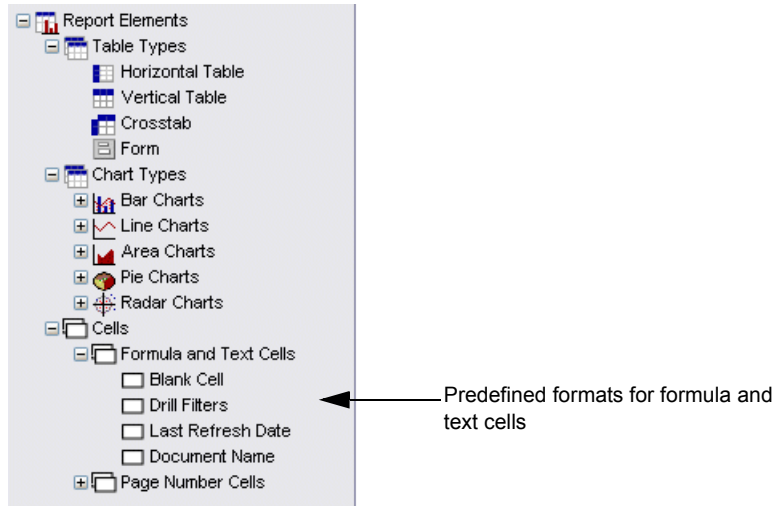 Report Elements
Table Types
Horizontal Table
Vertical Table
Crosstab
Form
Chart Types
Bar Charts
Line Charts
Area Charts
Pie Charts
Radar Charts
Cells
Formula and Text Cells
Blank Cell
Drill Filters
Last Refresh Date
Document Name
Page Number Cells
Predefined formats for formula and
text cells